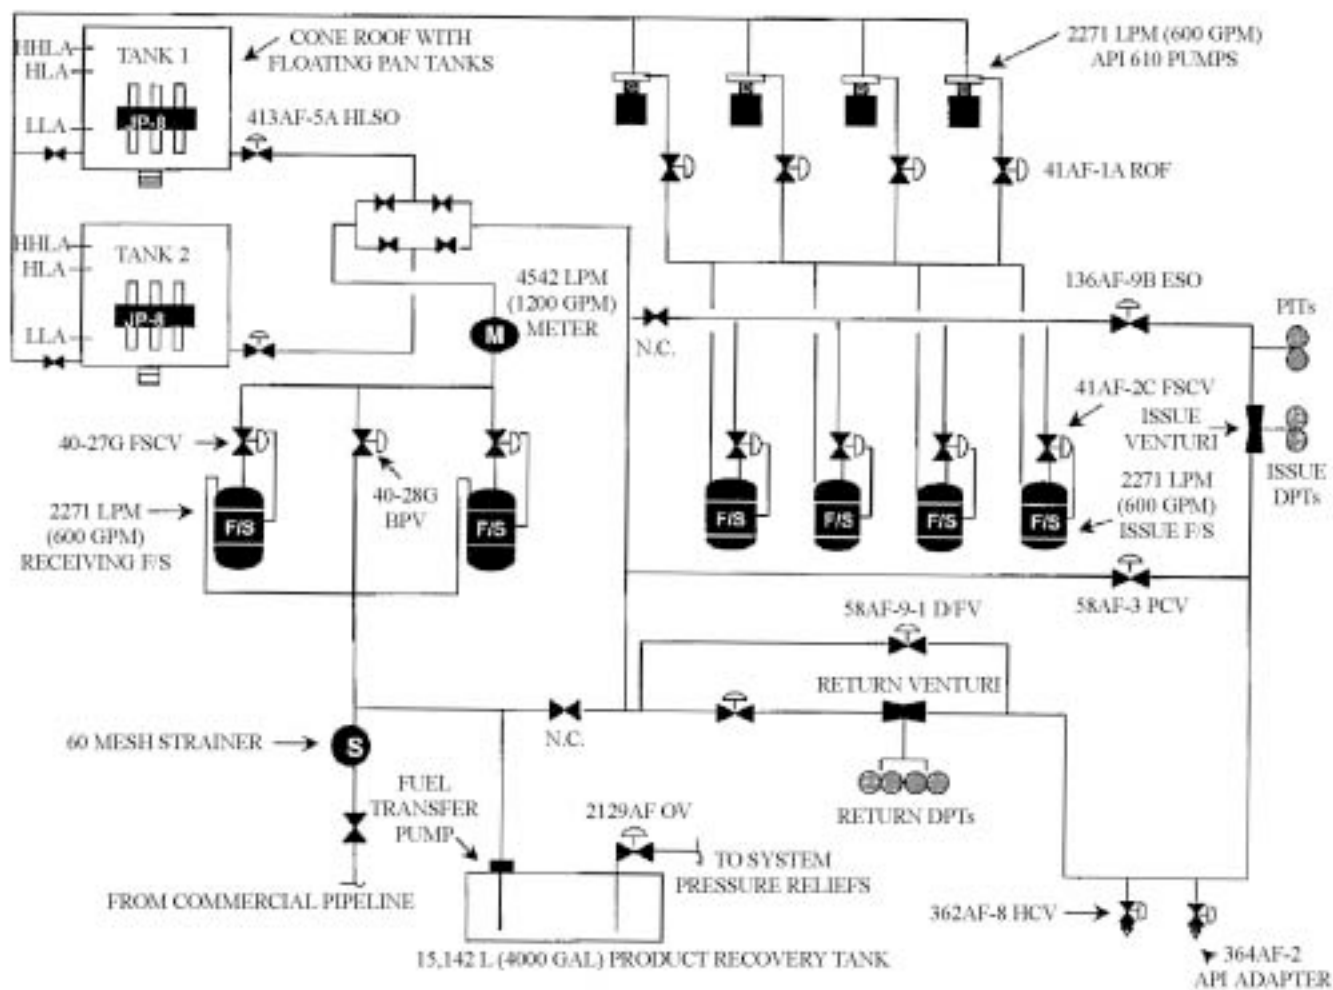 HHLA
HLA
LLA
TANK 1
JP-8
CONE ROOF WITH
FLOATING PAN TANKS
413AF-5A HLSO
2271 LPM (600 GPM)
API 610 PUMPS
41AF-1A ROF
HHLA
HLA
LLA
TANK 2
JP-8
4542 LPM
(1200 GPM)
METER
M
N.C.
136AF-9B ESO
PITs
41AF-2C FSCV
ISSUE
VENTURI
ISSUE
DPTs
40-27G FSCV
40-28G
BPV
2271 LPM
(600 GPM)
RECEIVING F/S
F/S
F/S
F/S
F/S
F/S
F/S
2271 LPM
(600 GPM)
ISSUE F/S
58AF-9-1 D/FV
58AF-3 PCV
RETURN VENTURI
60 MESH STRAINER
S
N.C.
FUEL
TRANSFER
PUMP
2129AF OV
RETURN DPTs
TO SYSTEM
PRESSURE RELIEFS
FROM COMMERCIAL PIPELINE
362AF-8 HCV
15,142 L (4000 GAL) PRODUCT RECOVERY TANK
364AF-2
API ADAPTER